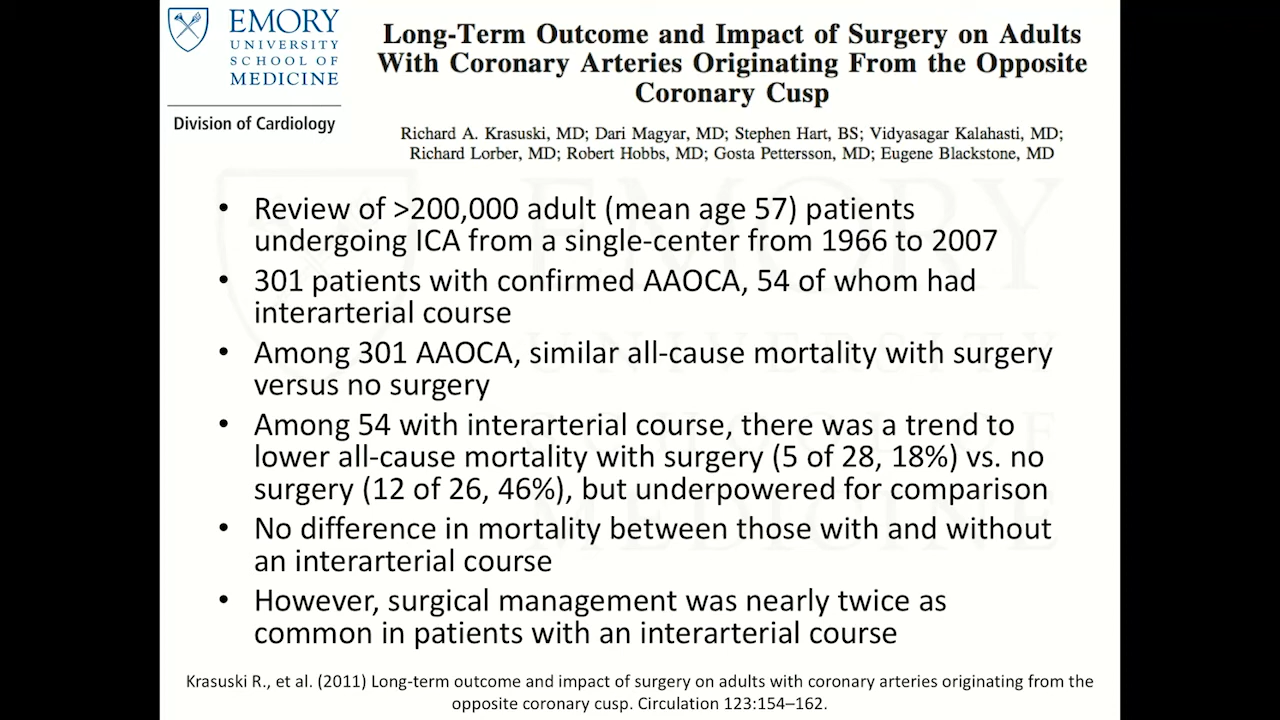 EMORY
UNIVERSITY
SCHOOL OF
MEDICINE
Division of Cardiology
Long-Term Outcome and Impact of Surgery on Adults
With Coronary Arteries Originating From the Opposite
Coronary Cusp
Richard A. Krasuski, MD; Dari Magyar, MD; Stephen Hart, BS; Vidyasagar Kalahasti, MD;
Richard Lorber, MD; Robert Hobbs, MD; Gosta Pettersson, MD; Eugene Blackstone, MD
• Review of >200,000 adult (mean age 57) patients
undergoing ICA from a single-center from 1966 to 2007
• 301 patients with confirmed AAOCA, 54 of whom had
interarterial course
• Among 301 AAOCA, similar all-cause mortality with surgery
versus no surgery
• Among 54 with interarterial course, there was a trend to
lower all-cause mortality with surgery (5 of 28, 18%) vs. no
surgery (12 of 26, 46%), but underpowered for comparison
• No difference in mortality between those with and without
an interarterial course
• However, surgical management was nearly twice as
common in patients with an interarterial course
Krasuski R., et al. (2011) Long-term outcome and impact of surgery on adults with coronary arteries originating from the
opposite coronary cusp. Circulation 123:154–162.
EMORY
UNIVERSITY
SCHOOL OF
MEDICINE